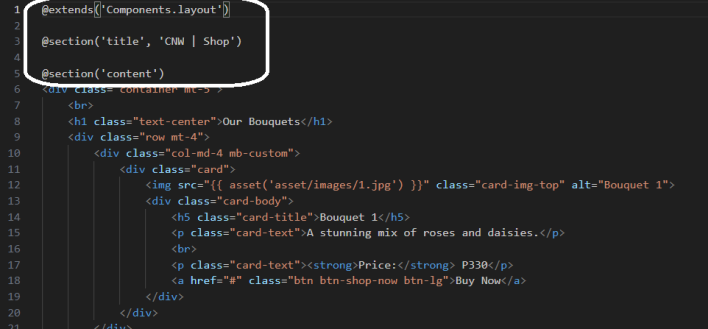 1 @extends('Components.layout')
2
3 @section('title', 'CNW | Shop')
4
5 @section('content')
6 <div class="container mt-5">
7 <br>
8 <h1 class="text-center">Our Bouquets</h1>
9 <div class="row mt-4">
10 <div class="col-md-4 mb-custom">
11 <div class="card">
12 <img src="{{ asset('asset/images/1.jpg') }}" class="card-img-top" alt="Bouquet 1">
13 <div class="card-body">
14 <h5 class="card-title">Bouquet 1</h5>
15 <p class="card-text">A stunning mix of roses and daisies.</p>
16 <br>
17 <p class="card-text"><strong>Price:</strong> P330</p>
18 <a href="#" class="btn btn-shop-now btn-lg">Buy Now</a>
19 </div>
20 </div>
21 </div>